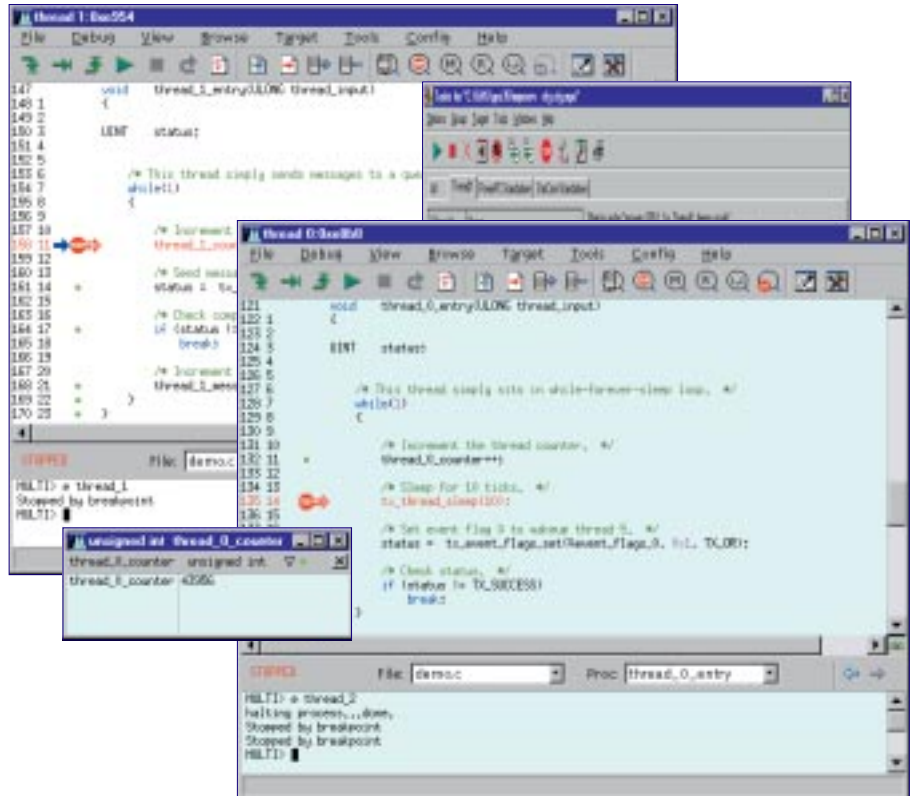 thread 1:0xc954
File Debug View Browse Target Tools Config Help
147 void thread_1_entry(ULONG thread_input)
148 1 {
149 2
150 3 UINT status;
151 4
152 5
153 6 /* This thread simply sends messages to a que
154 7 while(1)
155 8 {
156 9
157 10 /* Increment
158 11 thread_1_cou
159 12
160 13 /* Send messa
161 14 status = tx_
162 15
163 16 /* Check comp
164 17 if (status !=
165 18 break;
166 19
167 20 /* Increment
168 21 thread_1_mess
169 22 }
170 23 }
STOPPED File: demo.c
MULTI> e thread_1
Stopped by breakpoint
MULTI>
thread 0:0xe860
File Debug View Browse Target Tools Config Help
121 void thread_0_entry(ULONG thread_input)
122 1 {
123 2
124 3 UINT status;
125 4
126 5
127 6 /* This thread simply sits in while-forever-sleep loop. */
128 7 while(1)
129 8 {
130 9
131 10 /* Increment the thread counter. */
132 11 thread_0_counter++;
133 12
134 13 /* Sleep for 10 ticks. */
135 14 tx_thread_sleep(10);
136 15
/* Set event flag 0 to wakeup thread 5. */
status = tx_event_flags_set(&event_flags_0, 0x1, TX_OR);
/* Check status. */
if (status != TX_SUCCESS)
break;
}
STOPPED File: demo.c Proc: thread_0_entry
MULTI> e thread_2
halting process...done.
Stopped by breakpoint
Stopped by breakpoint
MULTI>
unsigned int thread_0_counter
thread_0_counter unsigned int
thread_0_counter 43956